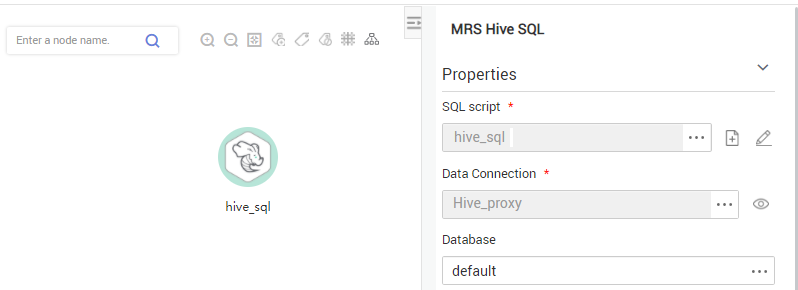 Enter a node name.
hive_sql
MRS Hive SQL
Properties
SQL script *
hive_sql
Data Connection *
Hive_proxy
Database
default